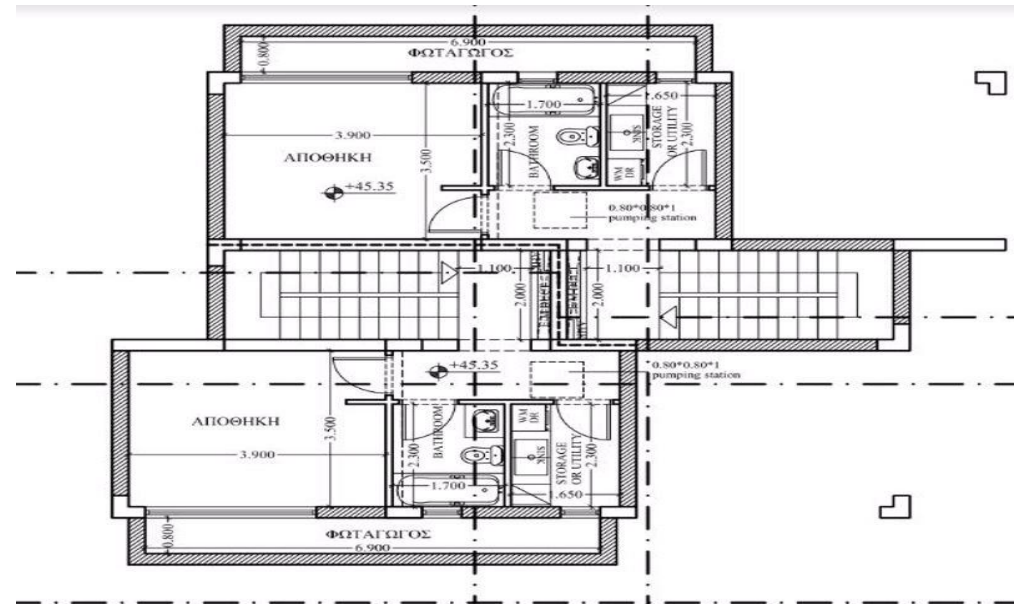 6.900
ΦΩΤΑΓΩΓΟΣ
0.800
1.700
1.650
3.900
2.300
BATHROOM
SINK
STORAGE
OR UTILITY
2.300
ΑΠΟΘΗΚΗ
3.500
WM
DR
+45.35
0.80*0.80*1
pumping station
1.100
2.000
1.100
2.000
+45.35
0.80*0.80*1
pumping station
ΑΠΟΘΗΚΗ
3.500
BATHROOM
WM
DR
3.900
2.300
SINK
STORAGE
OR UTILITY
2.300
1.700
1.650
0.800
ΦΩΤΑΓΩΓΟΣ
6.900